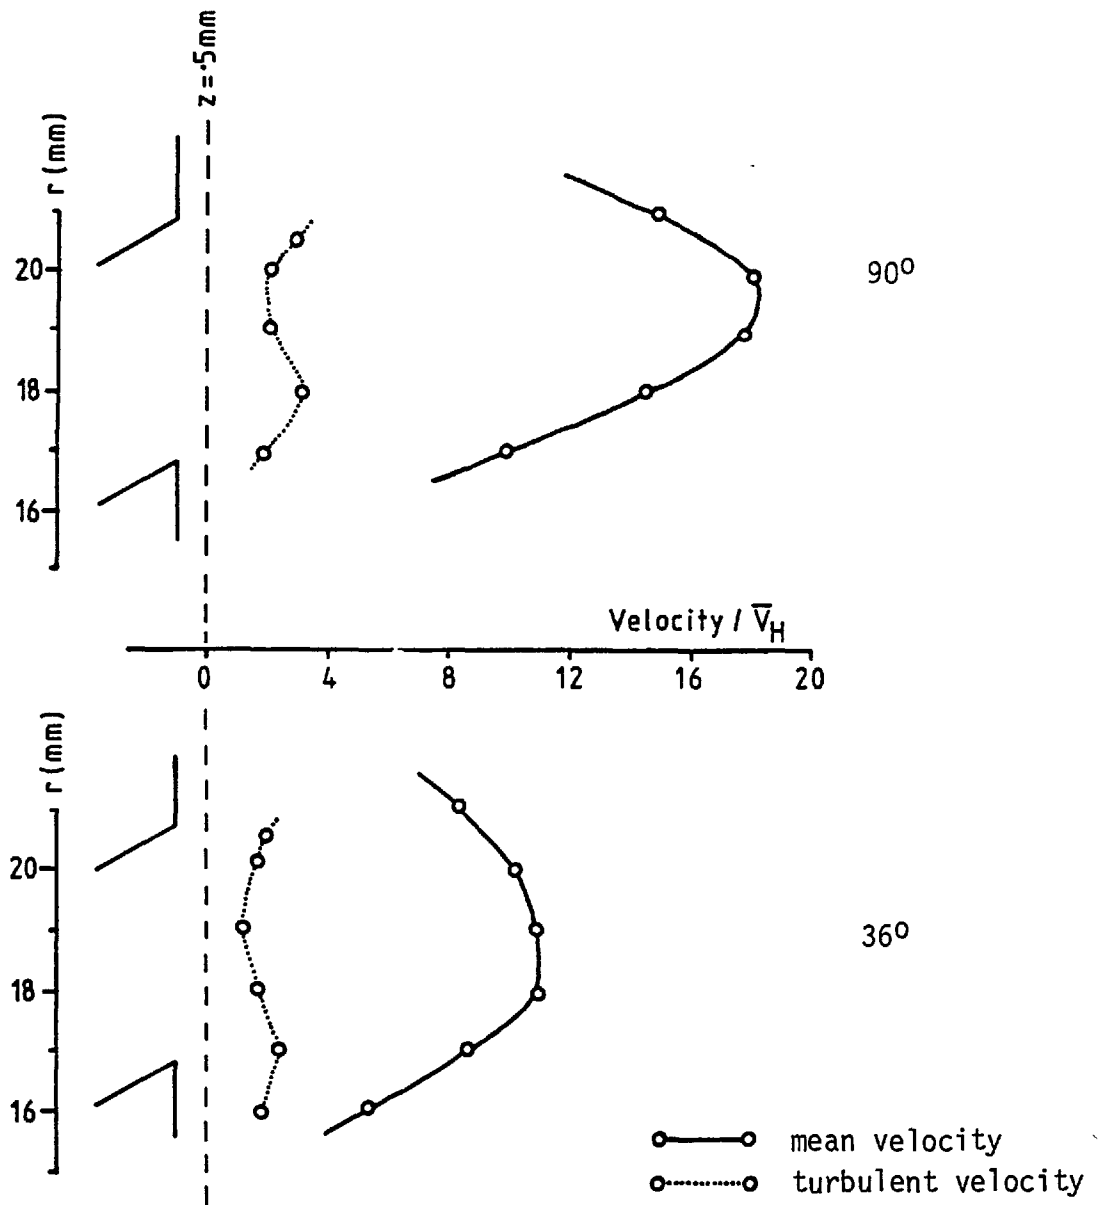 z = ·5mm
r (mm)
20
18
16
90⁰
Velocity / V̅_H
0 4 8 12 16 20
r (mm)
20
18
16
36⁰
mean velocity
turbulent velocity